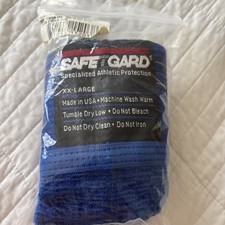 SAFE GARD
Specialized Athletic Protection
XX-LARGE
Made in USA • Machine Wash Warm
Tumble Dry Low • Do Not Bleach
Do Not Dry Clean • Do Not Iron